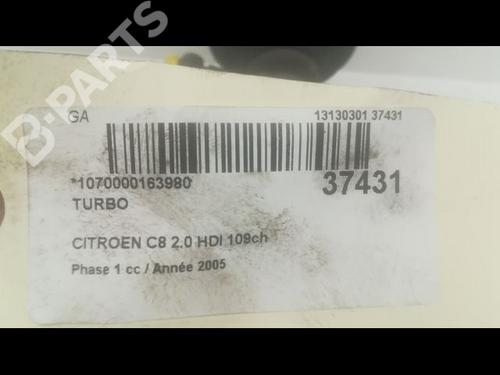 B-PARTS
GA 13130301 37431
*1070000163980 37431
TURBO
CITROEN C8 2.0 HDI 109ch
Phase 1 cc / Année 2005